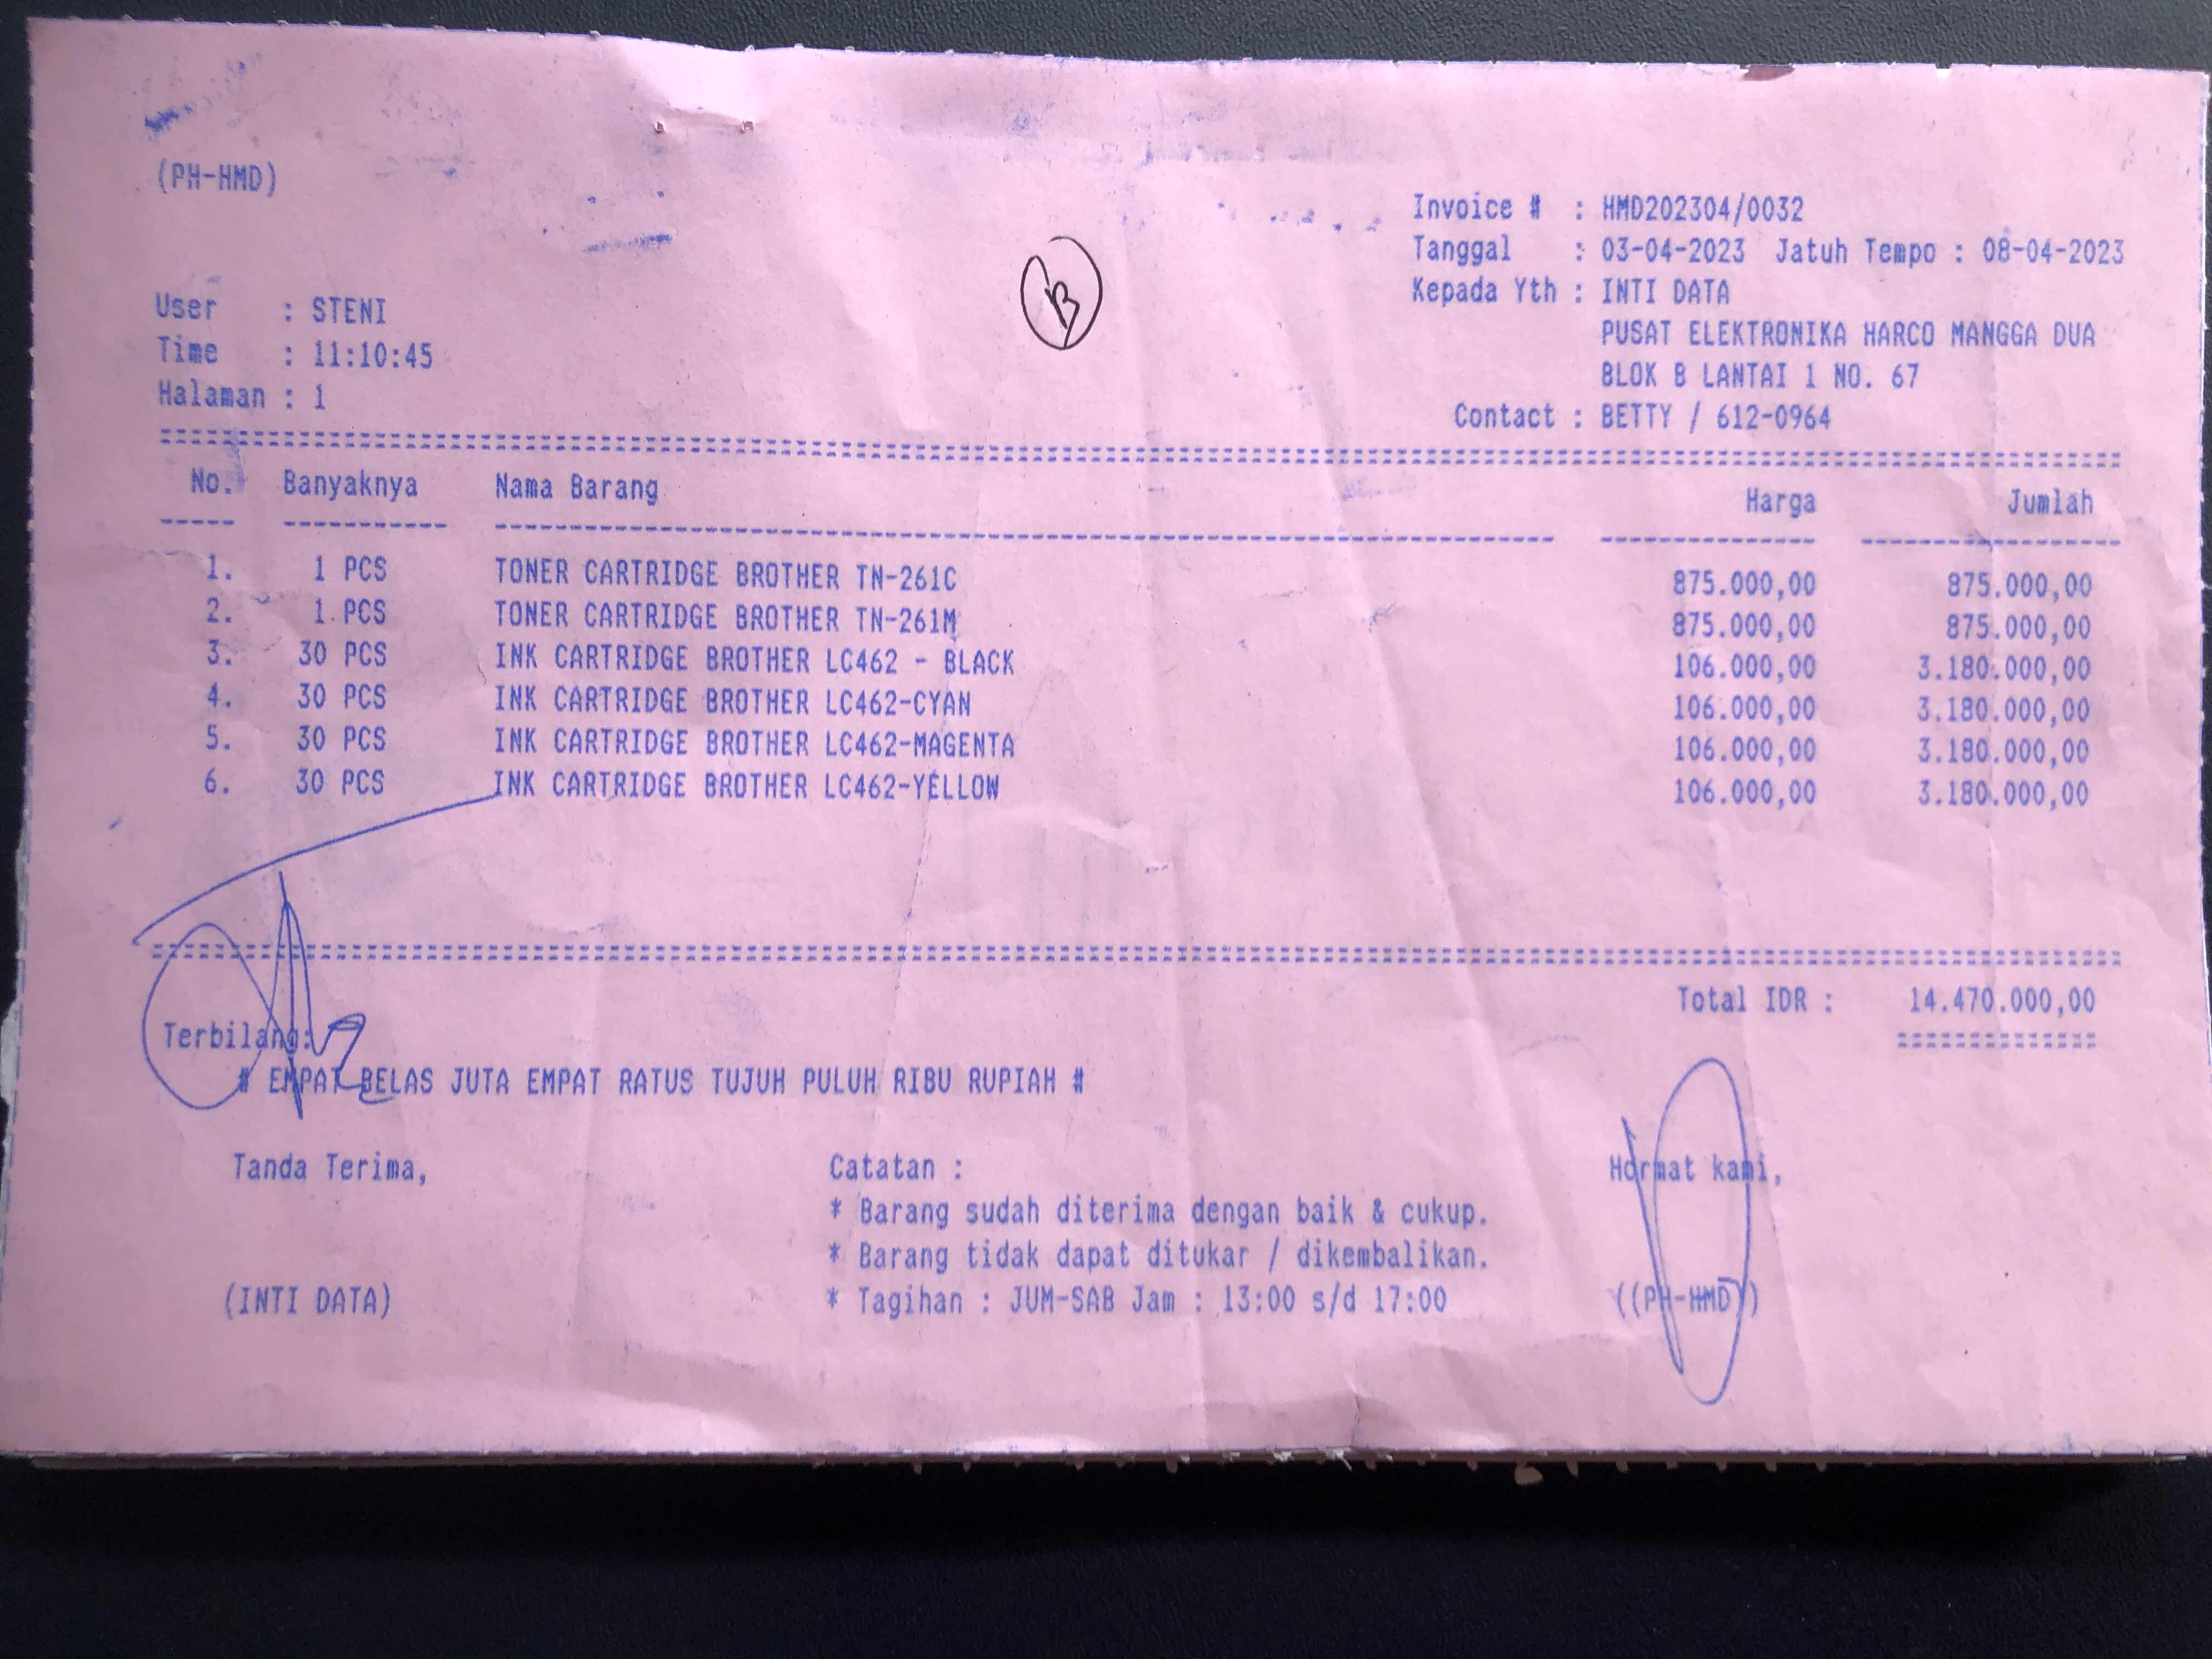 (PH-HMD)
Invoice # : HMD202304/0032
Tanggal : 03-04-2023 Jatuh Tempo : 08-04-2023
Kepada Yth : INTI DATA
PUSAT ELEKTRONIKA HARCO MANGGA DUA
BLOK B LANTAI 1 NO. 67
Contact : BETTY / 612-0964
User : STENI
Time : 11:10:45
Halaman : 1
B
No. Banyaknya Nama Barang Harga Jumlah
1. 1 PCS TONER CARTRIDGE BROTHER TN-261C 875.000,00 875.000,00
2. 1 PCS TONER CARTRIDGE BROTHER TN-261M 875.000,00 875.000,00
3. 30 PCS INK CARTRIDGE BROTHER LC462 - BLACK 106.000,00 3.180.000,00
4. 30 PCS INK CARTRIDGE BROTHER LC462-CYAN 106.000,00 3.180.000,00
5. 30 PCS INK CARTRIDGE BROTHER LC462-MAGENTA 106.000,00 3.180.000,00
6. 30 PCS INK CARTRIDGE BROTHER LC462-YELLOW 106.000,00 3.180.000,00
Total IDR : 14.470.000,00
Terbilang:
# EMPAT BELAS JUTA EMPAT RATUS TUJUH PULUH RIBU RUPIAH #
Tanda Terima,
(INTI DATA)
Catatan :
* Barang sudah diterima dengan baik & cukup.
* Barang tidak dapat ditukar / dikembalikan.
* Tagihan : JUM-SAB Jam : 13:00 s/d 17:00
Hormat kami,
((PH-HMD))